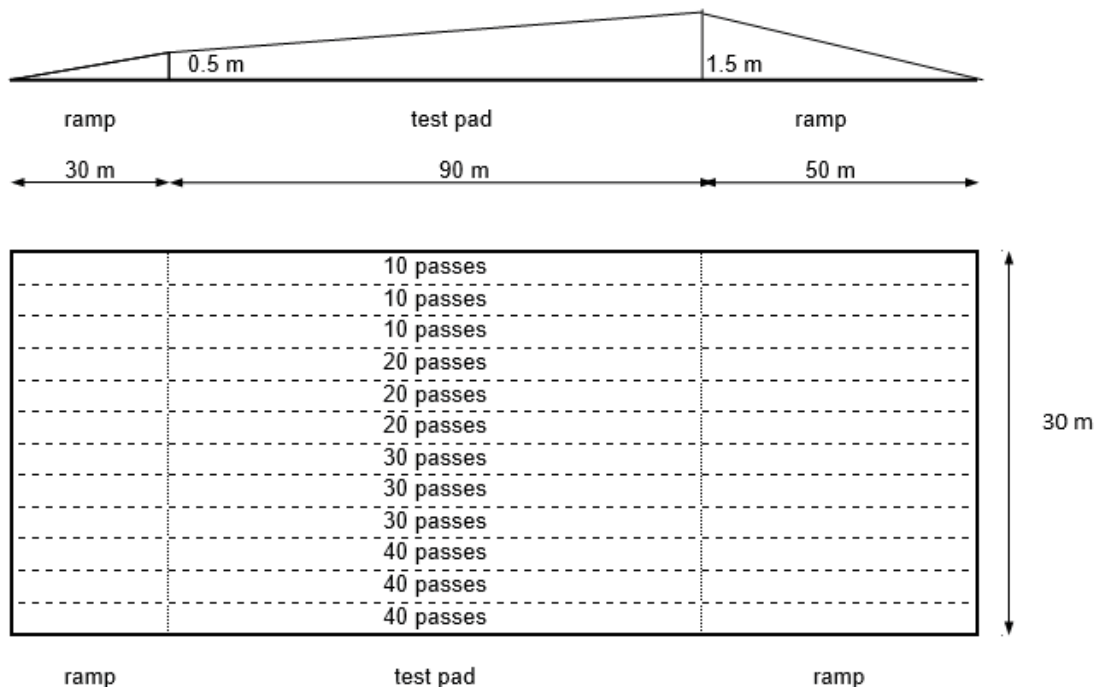 0.5 m
1.5 m
ramp test pad ramp
30 m 90 m 50 m
10 passes
10 passes
10 passes
20 passes
20 passes
20 passes
30 passes
30 passes
30 passes
40 passes
40 passes
40 passes
30 m
ramp test pad ramp